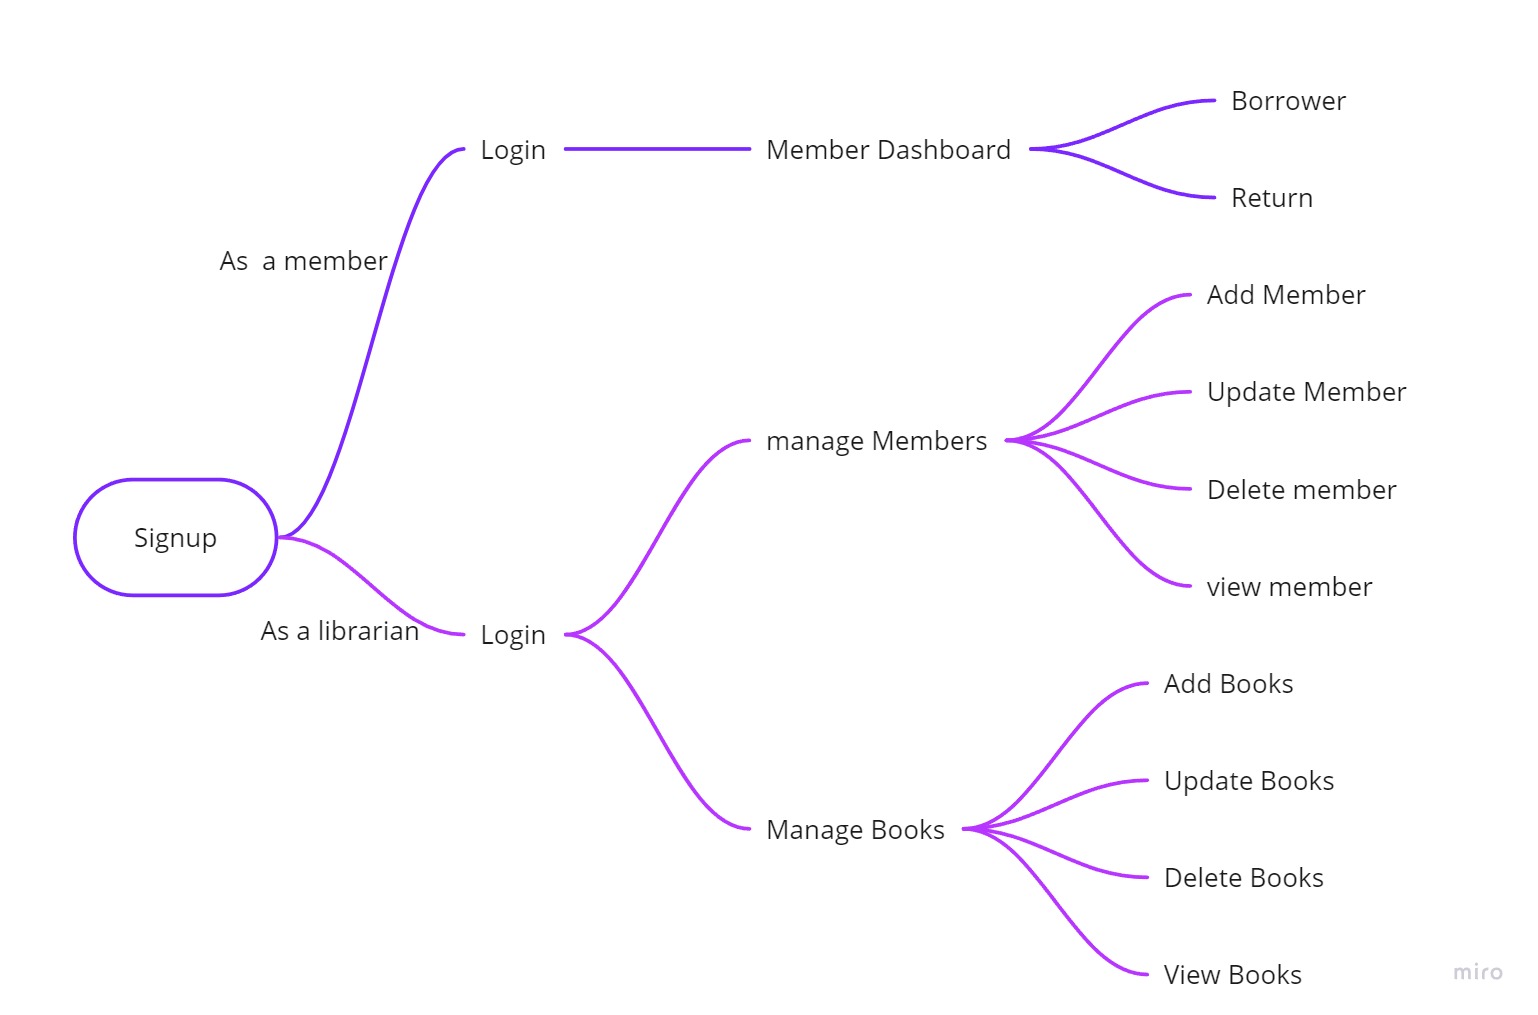 Borrower
Login
Member Dashboard
Return
As  a member
Add Member
Update Member
manage Members
Delete member
Signup
view member
As a librarian
Login
Add Books
Update Books
Manage Books
Delete Books
View Books
miro